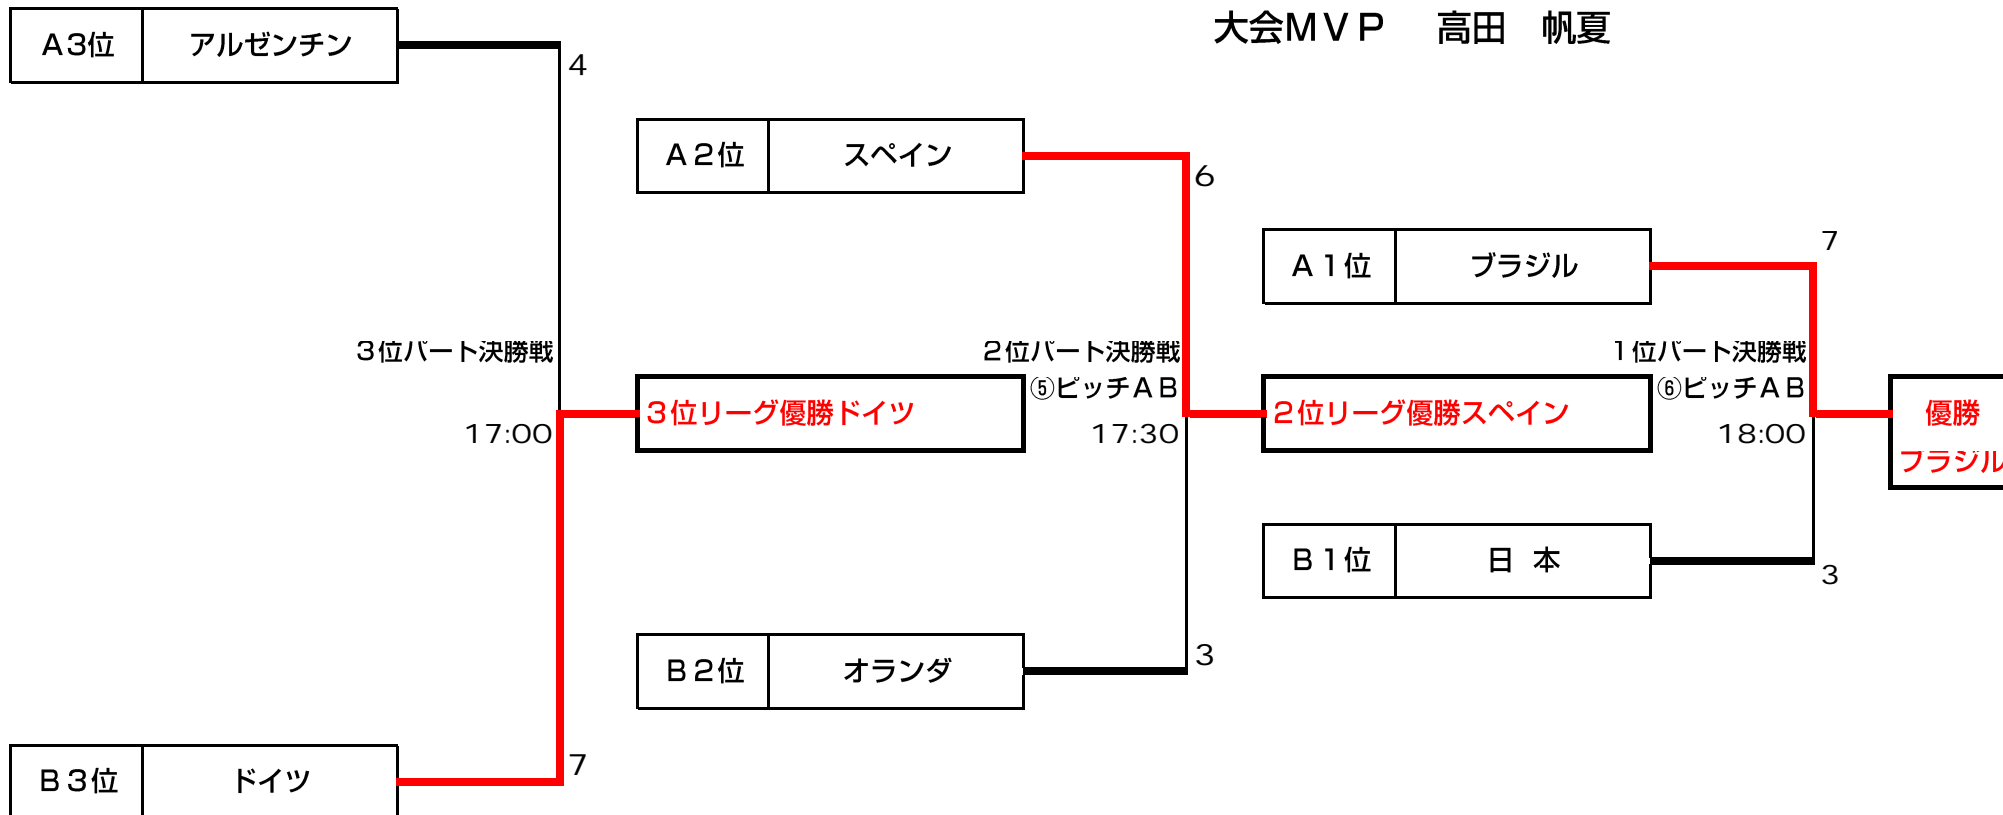 大会ＭＶＰ　高田　帆夏
Ａ３位 アルゼンチン
4
Ａ２位 スペイン
6
Ａ１位 ブラジル
7
３位パート決勝戦
17:00
３位リーグ優勝ドイツ
２位パート決勝戦
⑤ピッチＡＢ
17:30
２位リーグ優勝スペイン
１位パート決勝戦
⑥ピッチＡＢ
18:00
優勝
ブラジル
Ｂ１位 日　本
3
Ｂ２位 オランダ
3
Ｂ３位 ドイツ
7